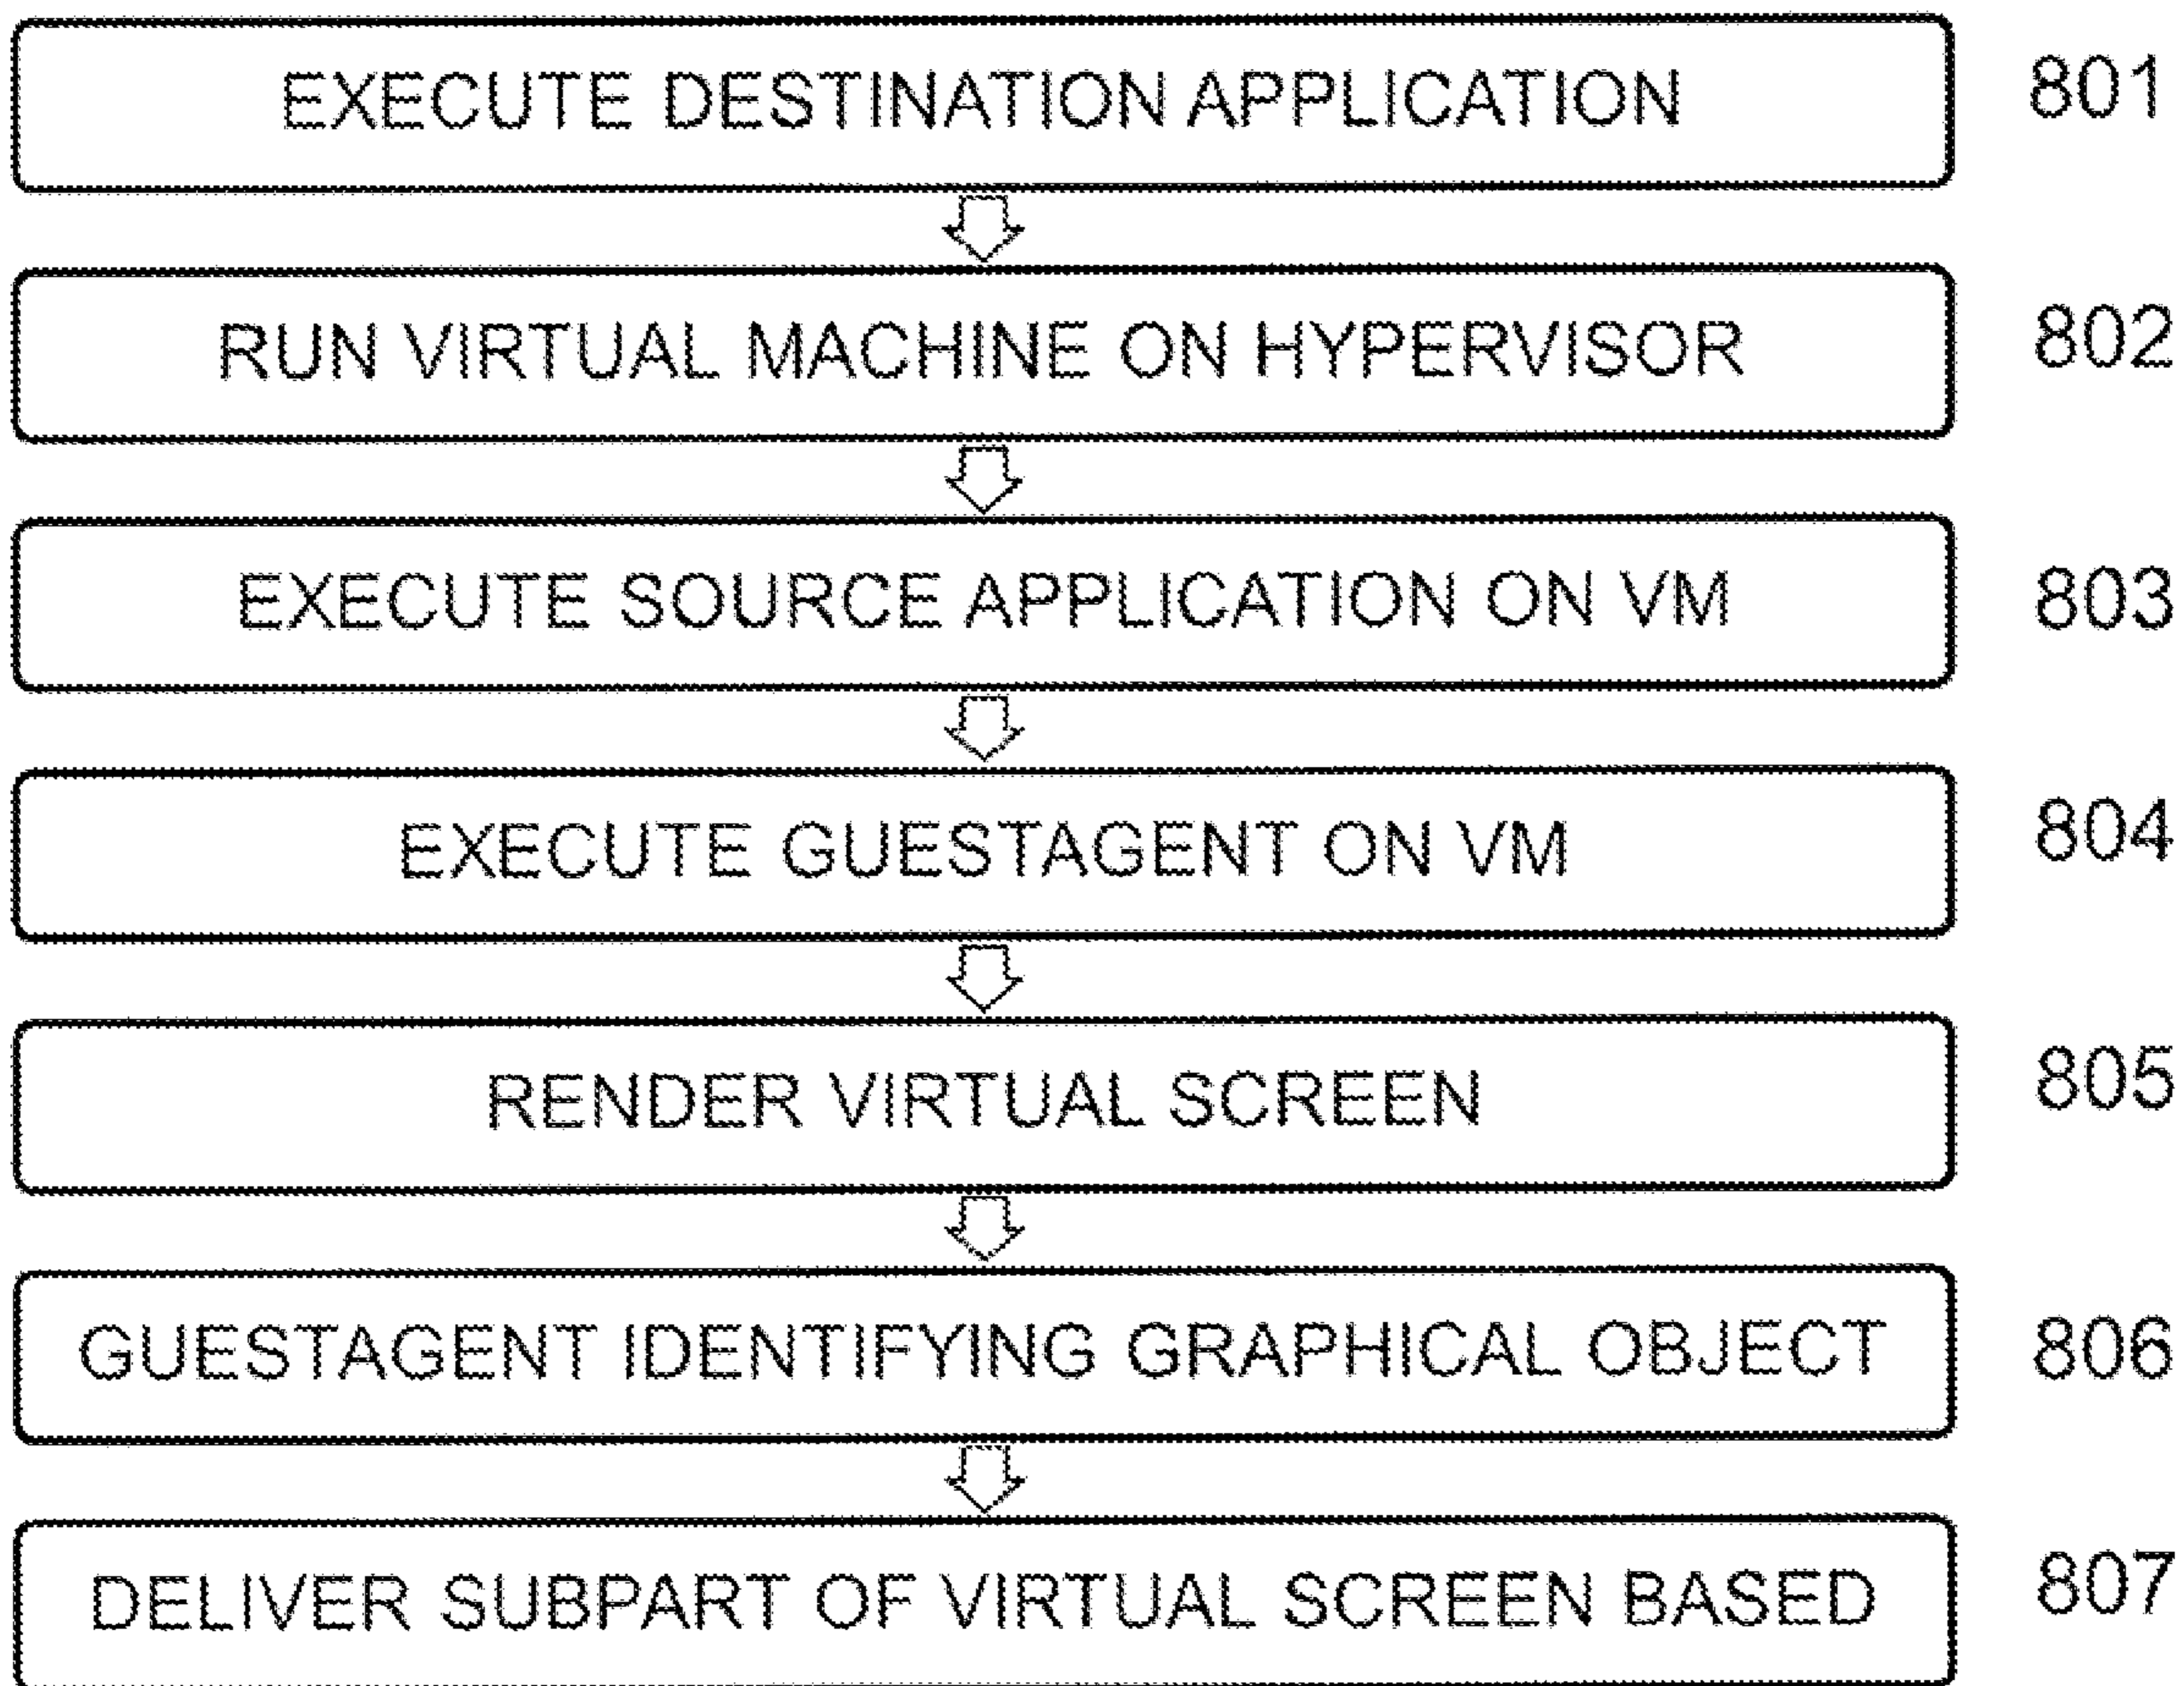 EXECUTE DESTINATION APPLICATION 801
RUN VIRTUAL MACHINE ON HYPERVISOR 802
EXECUTE SOURCE APPLICATION ON VM 803
EXECUTE GUESTAGENT ON VM 804
RENDER VIRTUAL SCREEN 805
GUESTAGENT IDENTIFYING GRAPHICAL OBJECT 806
DELIVER SUBPART OF VIRTUAL SCREEN BASED 807